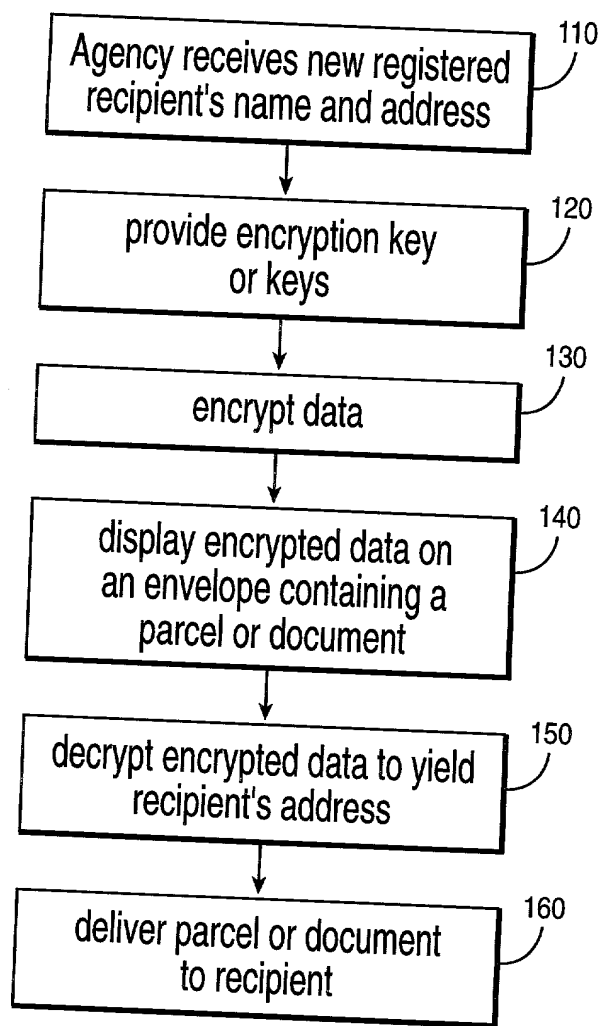 110
Agency receives new registered
recipient's name and address
120
provide encryption key
or keys
130
encrypt data
140
display encrypted data on
an envelope containing a
parcel or document
150
decrypt encrypted data to yield
recipient's address
160
deliver parcel or document
to recipient